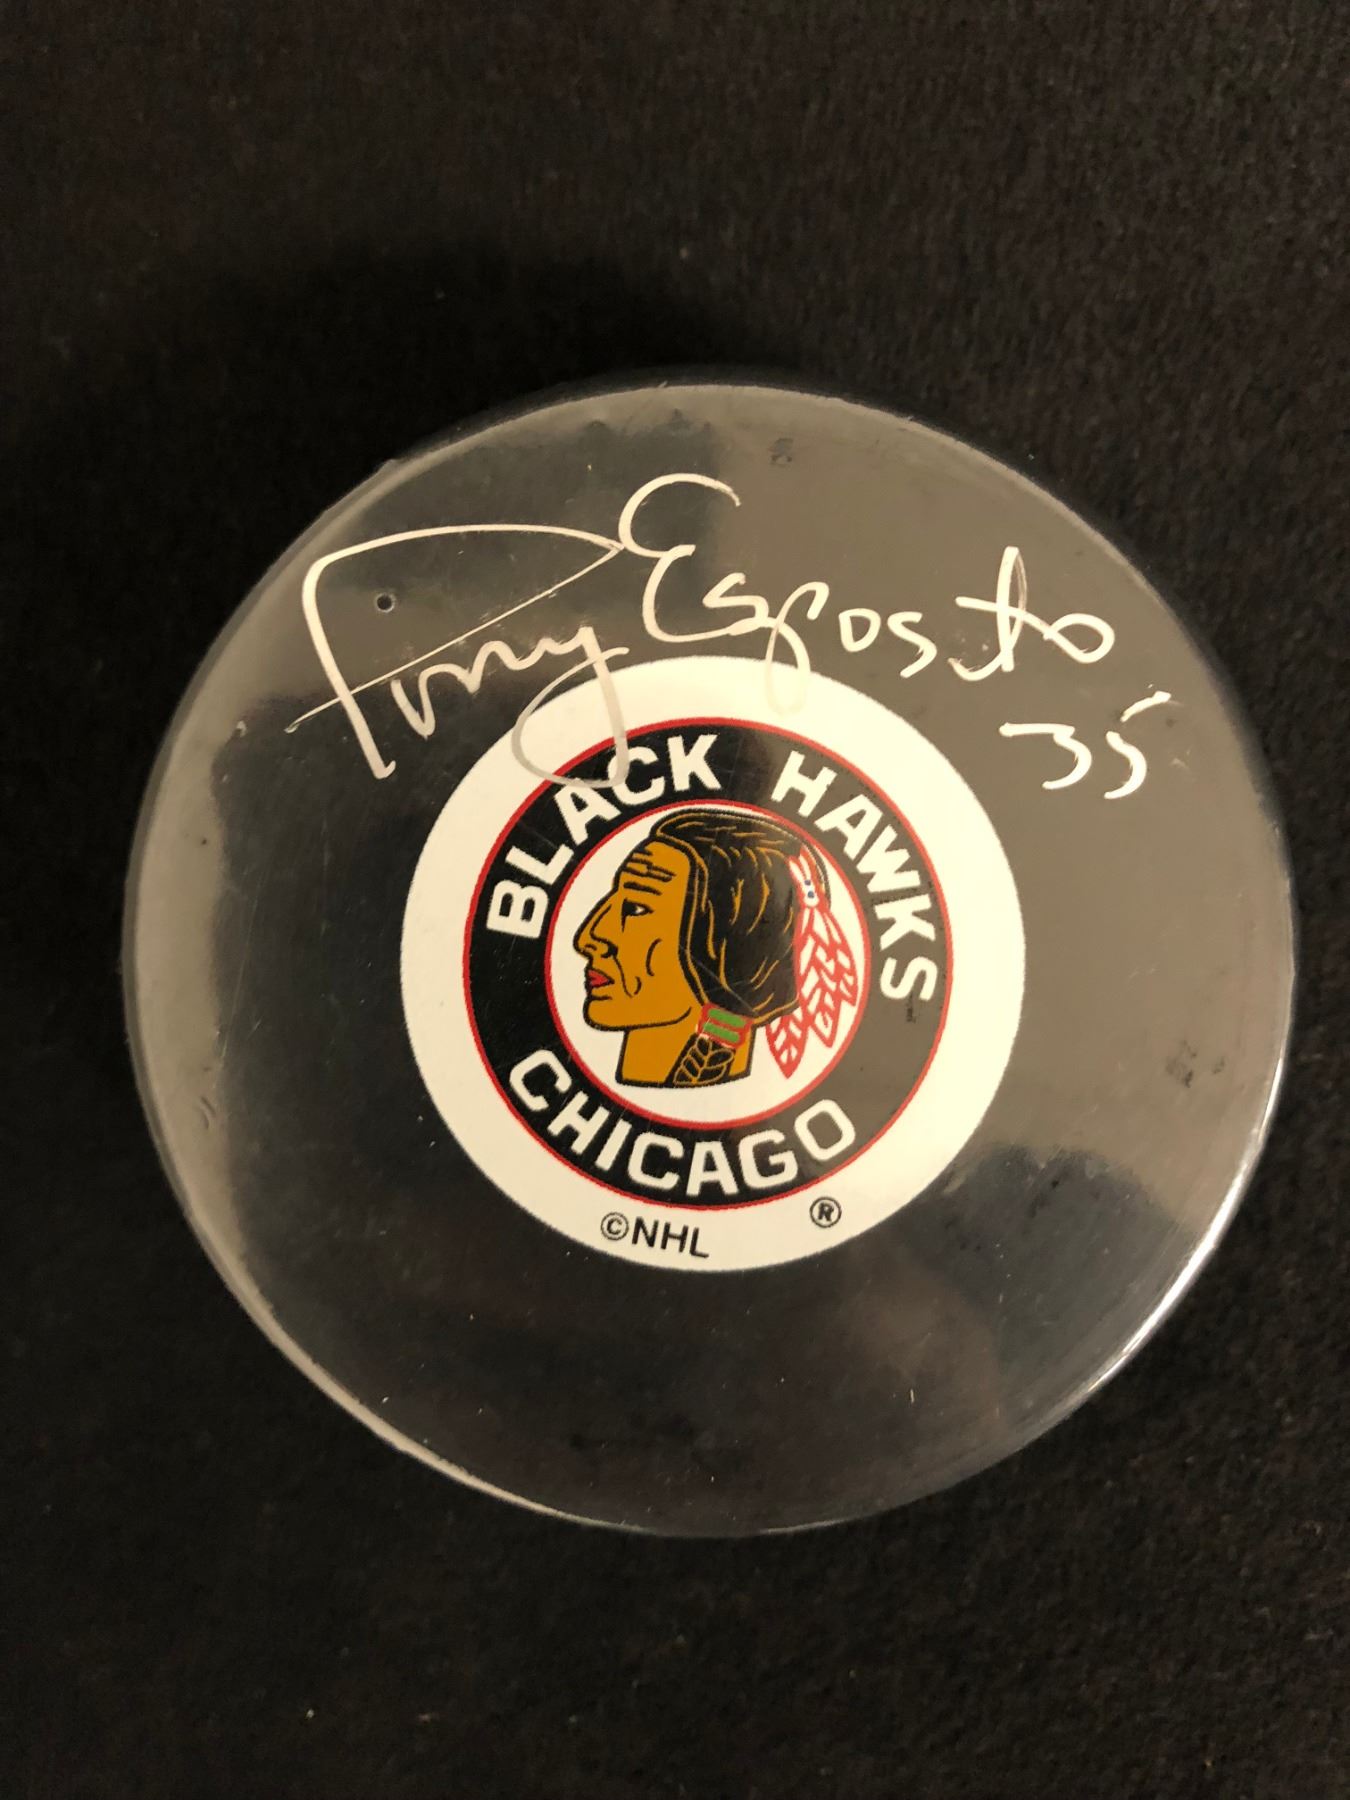 Tony Esposito
35
BLACK HAWKS
CHICAGO
©NHL ®